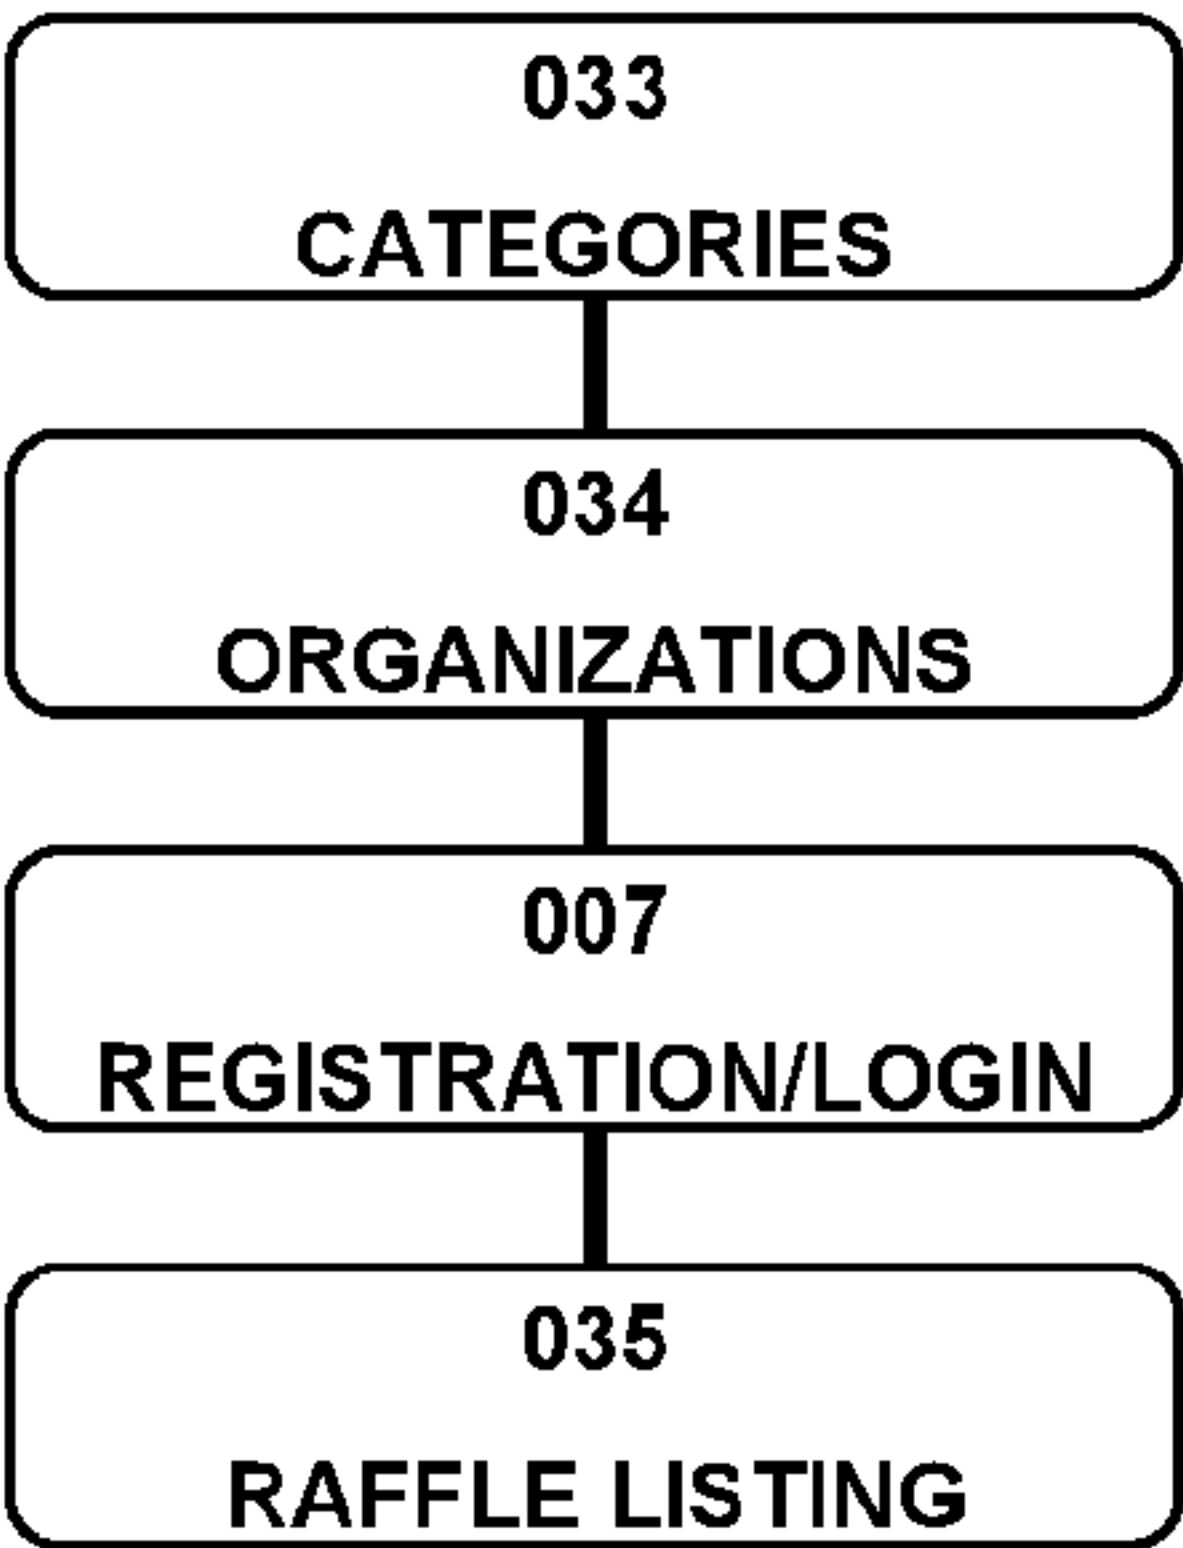 033
CATEGORIES
034
ORGANIZATIONS
007
REGISTRATION/LOGIN
035
RAFFLE LISTING